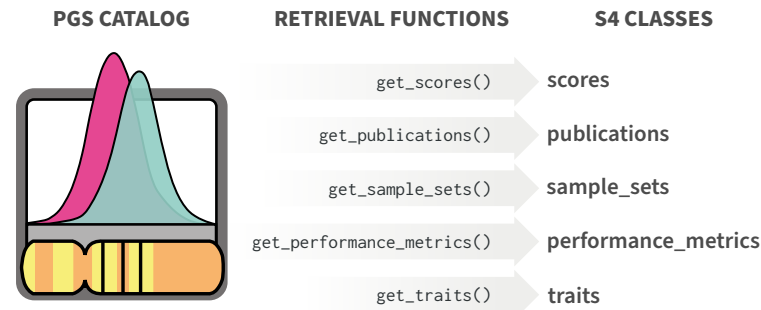 PGS CATALOG RETRIEVAL FUNCTIONS S4 CLASSES
get_scores() scores
get_publications() publications
get_sample_sets() sample_sets
get_performance_metrics() performance_metrics
get_traits() traits